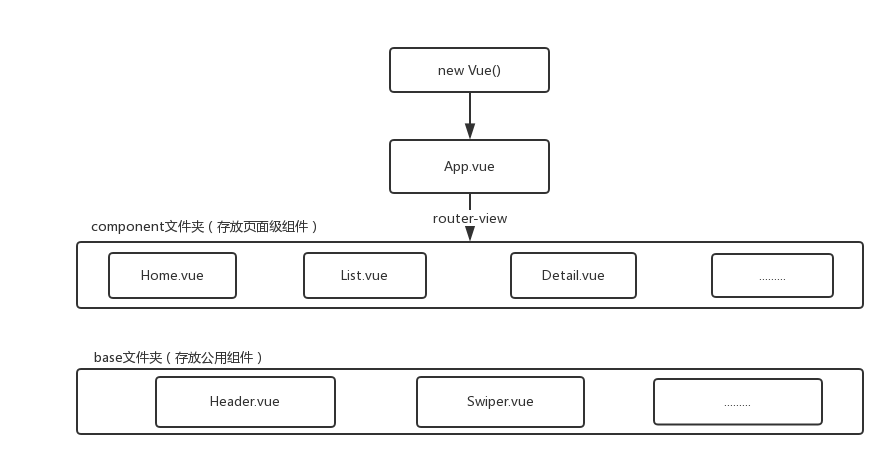 new Vue()
App.vue
router-view
component文件夹（存放页面级组件）
Home.vue
List.vue
Detail.vue
.........
base文件夹（存放公用组件）
Header.vue
Swiper.vue
.........